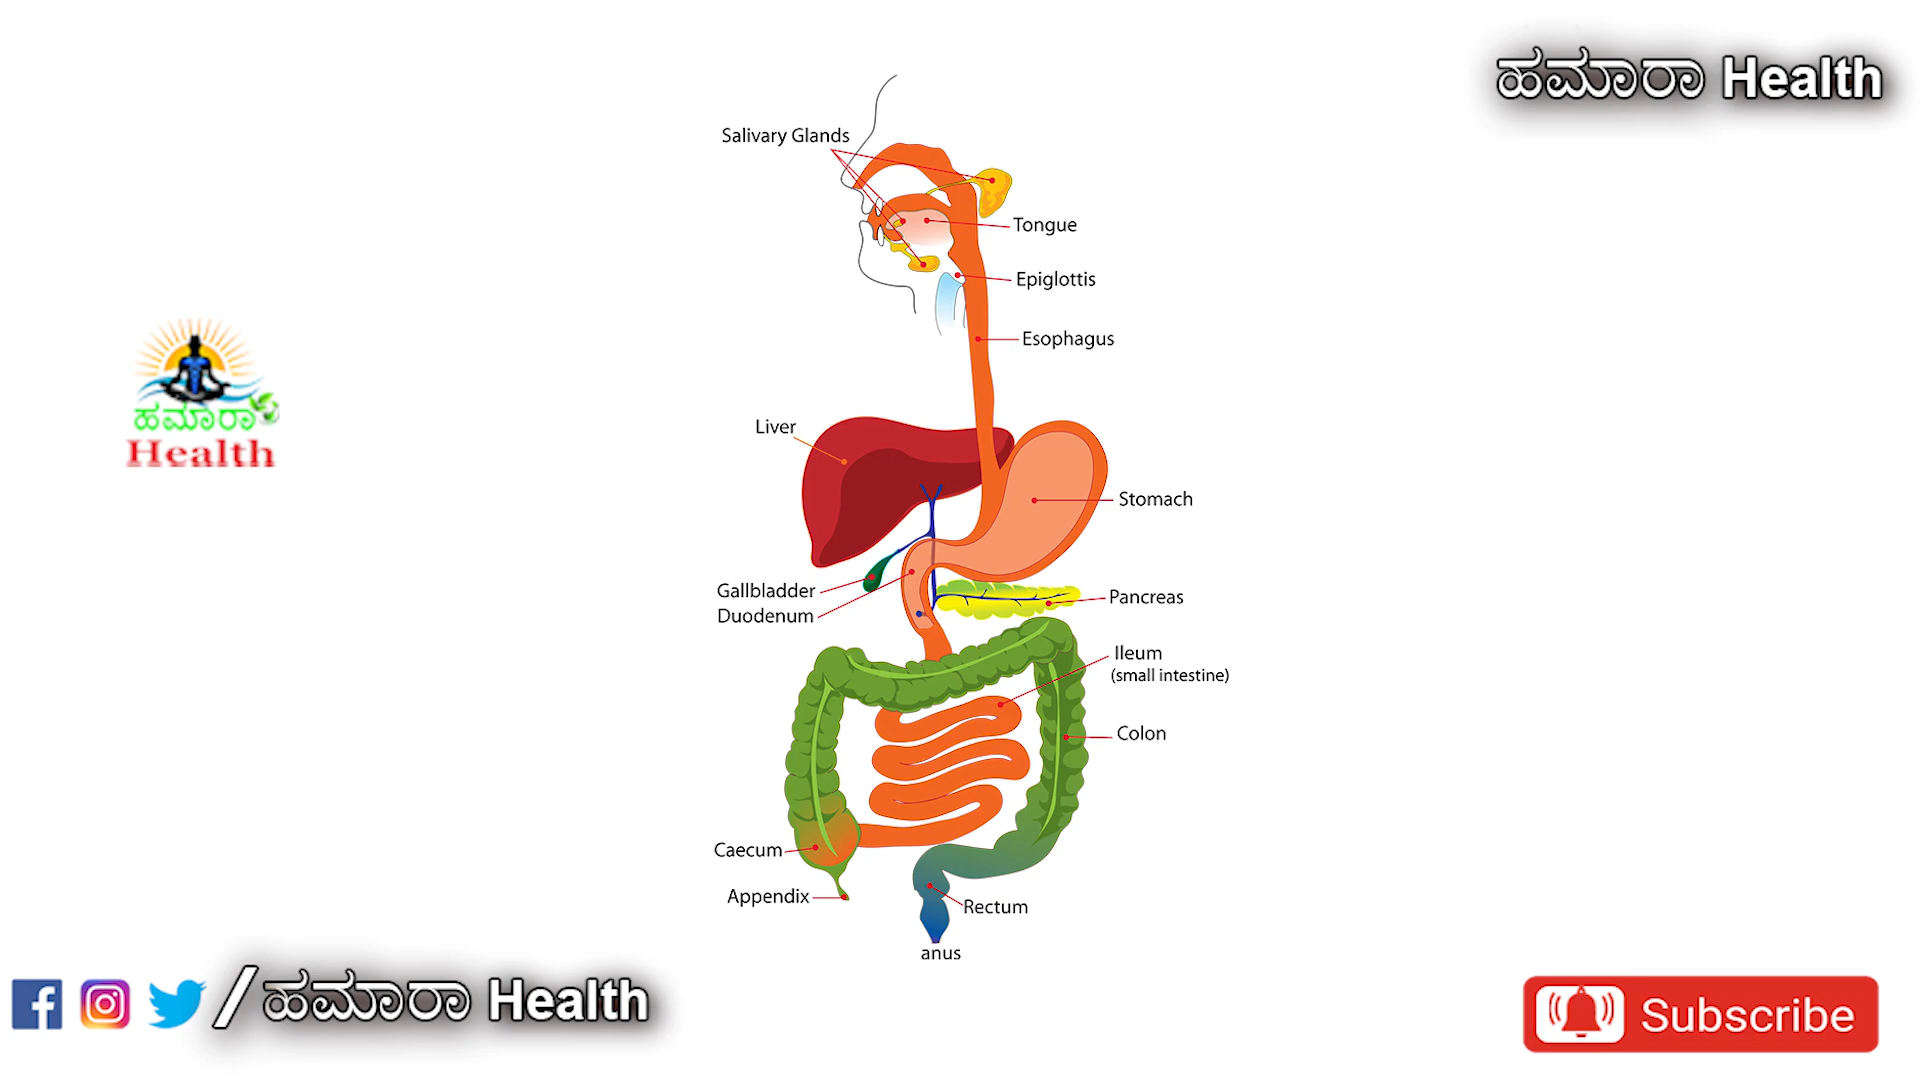 ಹಮಾರಾ Health
Salivary Glands
Tongue
Epiglottis
Esophagus
ಹಮಾರಾ
Health
Liver
Stomach
Gallbladder
Duodenum
Pancreas
Ileum
(small intestine)
Colon
Caecum
Appendix
Rectum
anus
/ಹಮಾರಾ Health
Subscribe